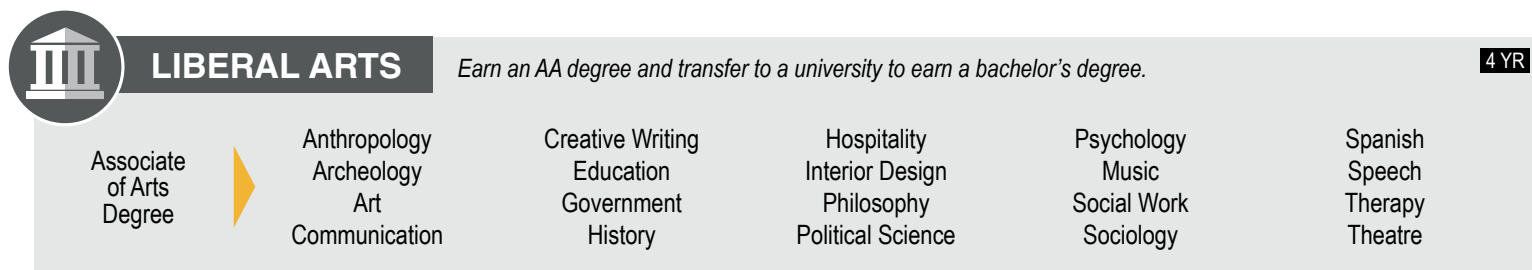 LIBERAL ARTS
Earn an AA degree and transfer to a university to earn a bachelor's degree.
4 YR
Associate
of Arts
Degree
Anthropology
Archeology
Art
Communication
Creative Writing
Education
Government
History
Hospitality
Interior Design
Philosophy
Political Science
Psychology
Music
Social Work
Sociology
Spanish
Speech
Therapy
Theatre